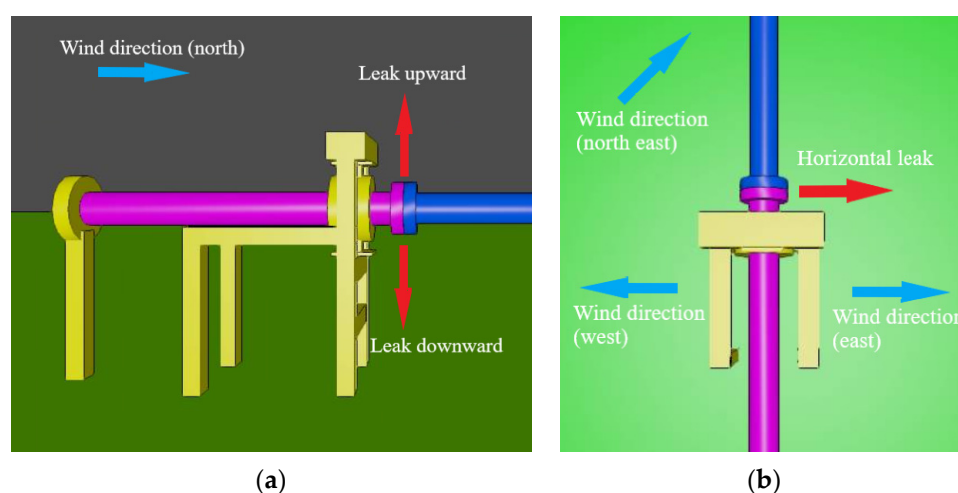 Wind direction (north)
Leak upward
Leak downward
(a)
Wind direction
(north east)
Horizontal leak
Wind direction
(west)
Wind direction
(east)
(b)